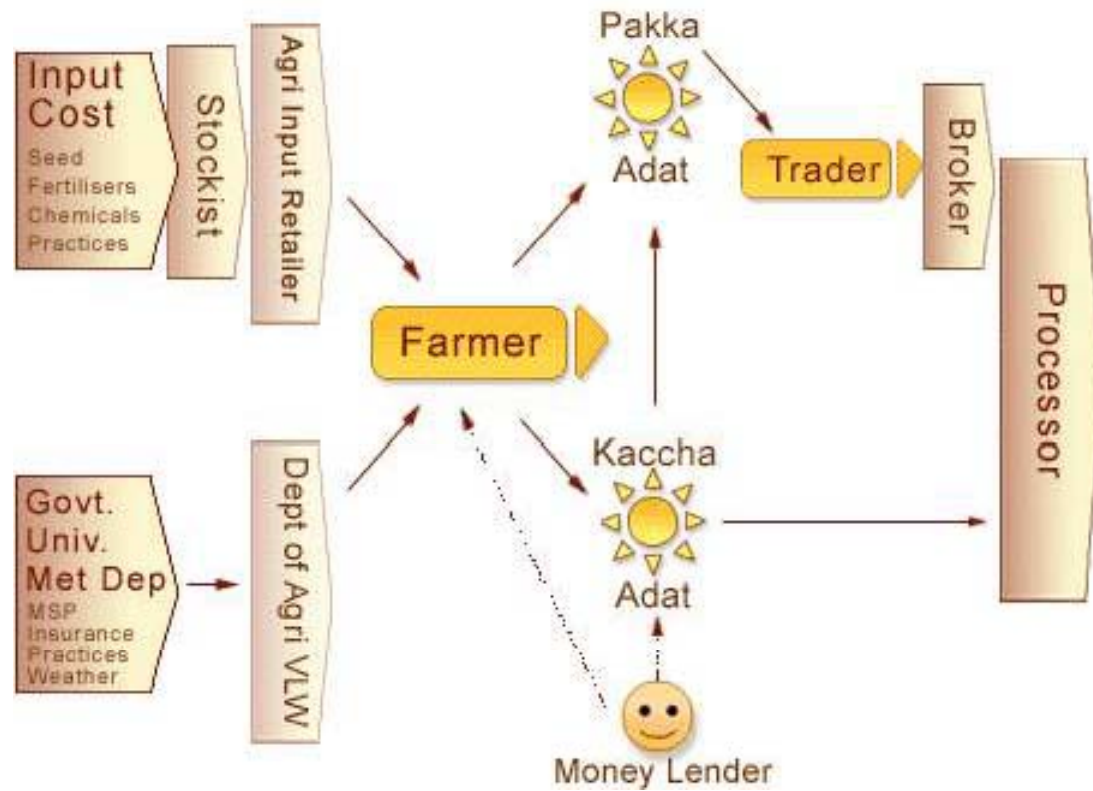 Input
Cost
Seed
Fertilisers
Chemicals
Practices
Stockist
Agri Input Retailer
Pakka
Adat
Trader
Broker
Processor
Farmer
Govt.
Univ.
Met Dep
MSP
Insurance
Practices
Weather
Dept of Agri VLW
Kaccha
Adat
Money Lender